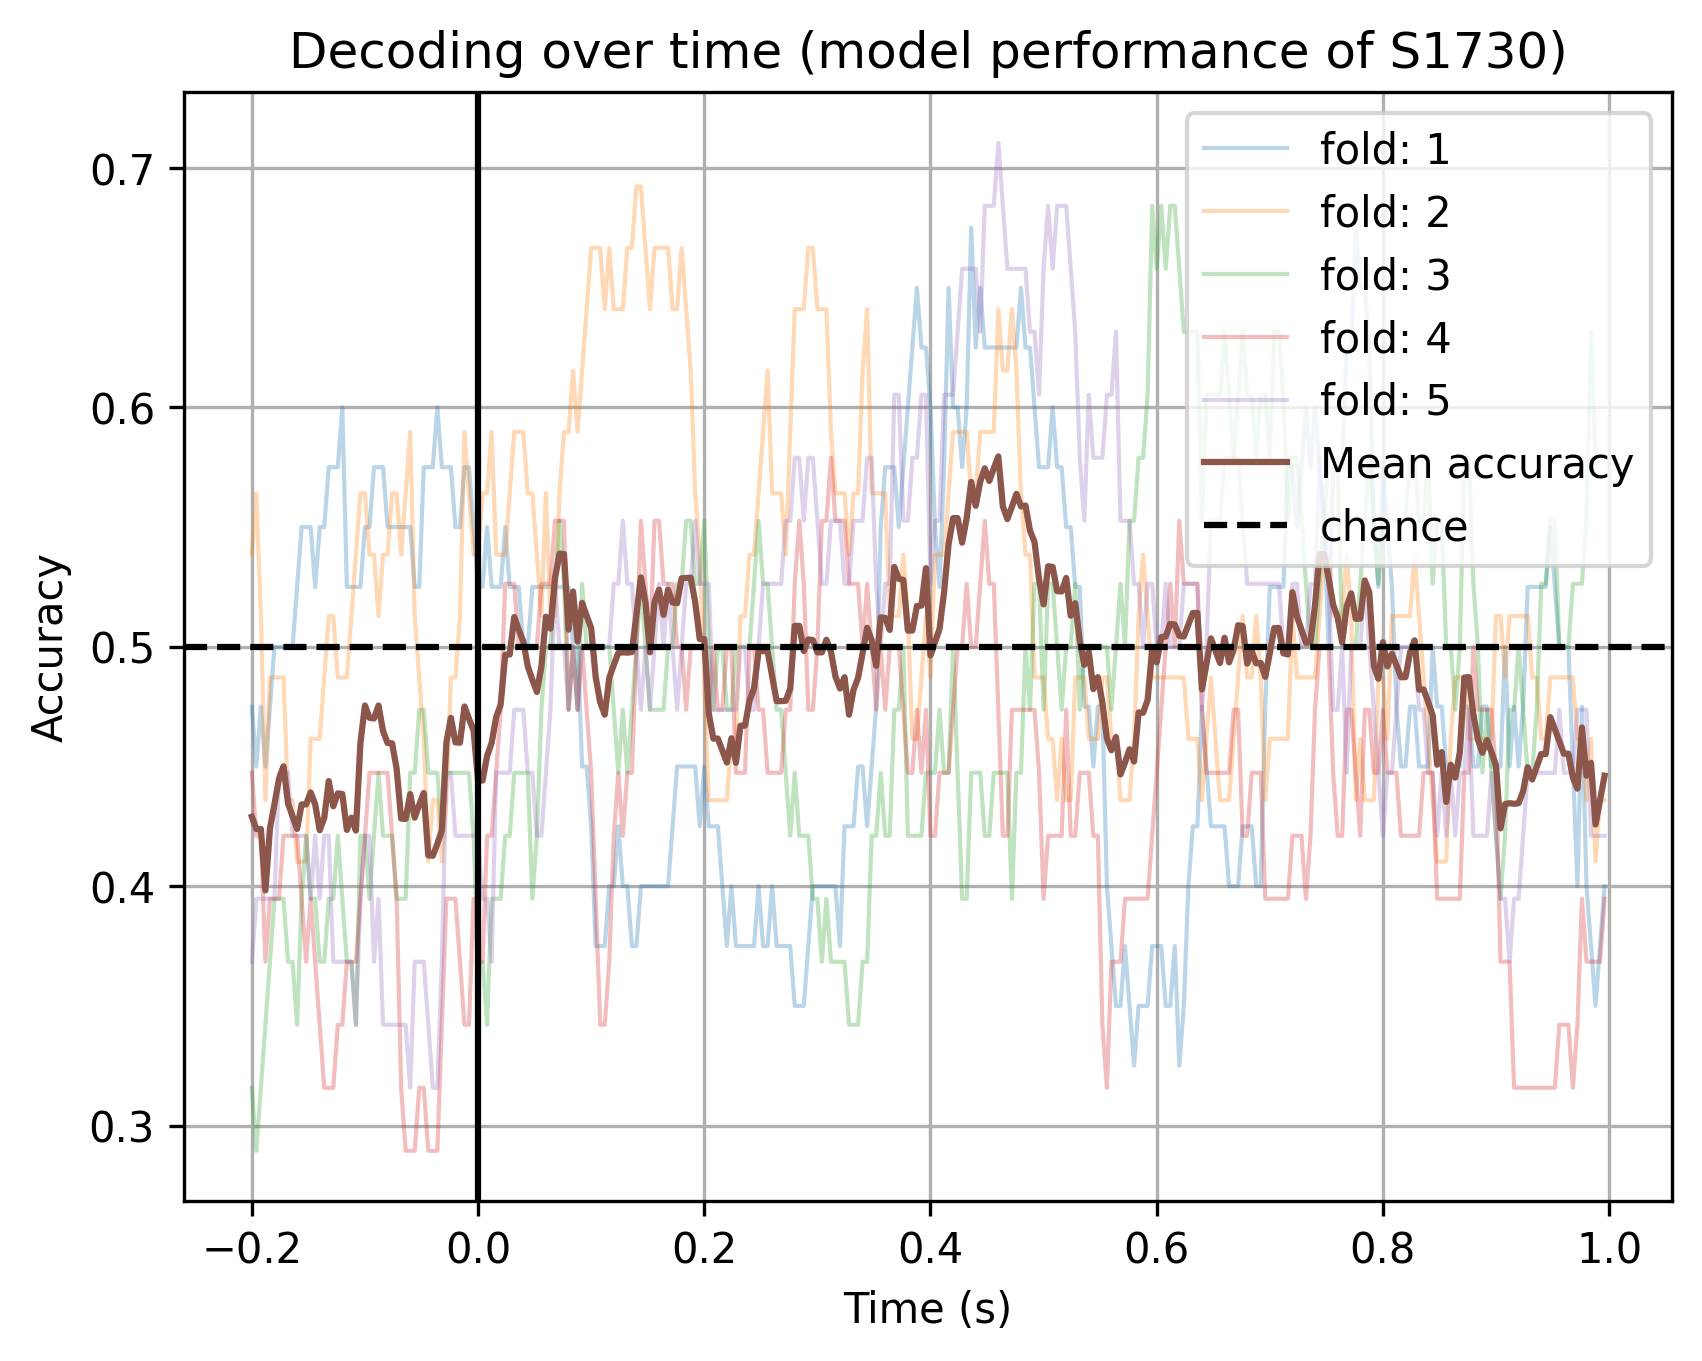 Decoding over time (model performance of S1730)
Accuracy
0.7
0.6
0.5
0.4
0.3
fold: 1
fold: 2
fold: 3
fold: 4
fold: 5
Mean accuracy
chance
−0.2 0.0 0.2 0.4 0.6 0.8 1.0
Time (s)